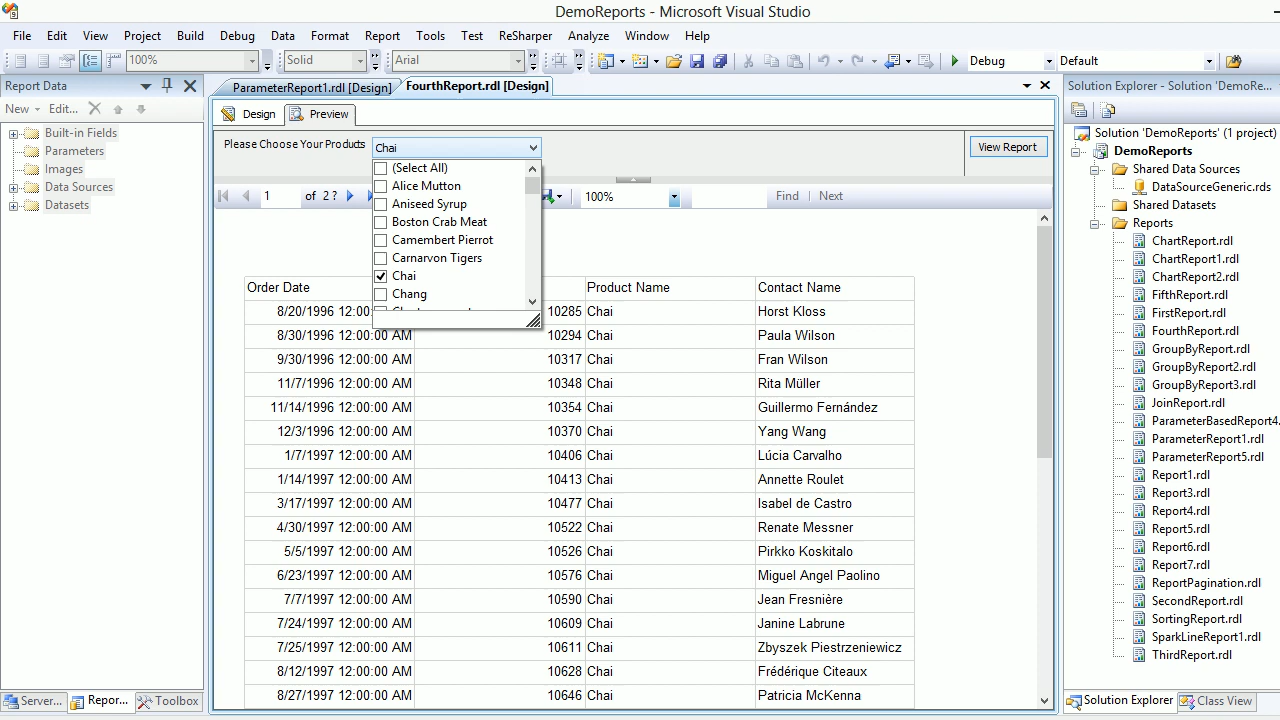 DemoReports - Microsoft Visual Studio
File Edit View Project Build Debug Data Format Report Tools Test ReSharper Analyze Window Help
100% Solid Arial Debug Default
Report Data
New Edit...
Built-in Fields
Parameters
Images
Data Sources
Datasets
Server... Repor... Toolbox
ParameterReport1.rdl [Design] FourthReport.rdl [Design]
Design Preview
Please Choose Your Products Chai View Report
(Select All)
Alice Mutton
Aniseed Syrup
Boston Crab Meat
Camembert Pierrot
Carnarvon Tigers
Chai
Chang
1 of 2 ? 100% Find | Next
Order Date Product Name Contact Name
8/20/1996 12:00: 10285 Chai Horst Kloss
8/30/1996 12:00:00 AM 10294 Chai Paula Wilson
9/30/1996 12:00:00 AM 10317 Chai Fran Wilson
11/7/1996 12:00:00 AM 10348 Chai Rita Müller
11/14/1996 12:00:00 AM 10354 Chai Guillermo Fernández
12/3/1996 12:00:00 AM 10370 Chai Yang Wang
1/7/1997 12:00:00 AM 10406 Chai Lúcia Carvalho
1/14/1997 12:00:00 AM 10413 Chai Annette Roulet
3/17/1997 12:00:00 AM 10477 Chai Isabel de Castro
4/30/1997 12:00:00 AM 10522 Chai Renate Messner
5/5/1997 12:00:00 AM 10526 Chai Pirkko Koskitalo
6/23/1997 12:00:00 AM 10576 Chai Miguel Angel Paolino
7/7/1997 12:00:00 AM 10590 Chai Jean Fresnière
7/24/1997 12:00:00 AM 10609 Chai Janine Labrune
7/25/1997 12:00:00 AM 10611 Chai Zbyszek Piestrzeniewicz
8/12/1997 12:00:00 AM 10628 Chai Frédérique Citeaux
8/27/1997 12:00:00 AM 10646 Chai Patricia McKenna
Solution Explorer - Solution 'DemoRe...
Solution 'DemoReports' (1 project)
DemoReports
Shared Data Sources
DataSourceGeneric.rds
Shared Datasets
Reports
ChartReport.rdl
ChartReport1.rdl
ChartReport2.rdl
FifthReport.rdl
FirstReport.rdl
FourthReport.rdl
GroupByReport.rdl
GroupByReport2.rdl
GroupByReport3.rdl
JoinReport.rdl
ParameterBasedReport4.
ParameterReport1.rdl
ParameterReport5.rdl
Report1.rdl
Report3.rdl
Report4.rdl
Report5.rdl
Report6.rdl
Report7.rdl
ReportPagination.rdl
SecondReport.rdl
SortingReport.rdl
SparkLineReport1.rdl
ThirdReport.rdl
Solution Explorer Class View